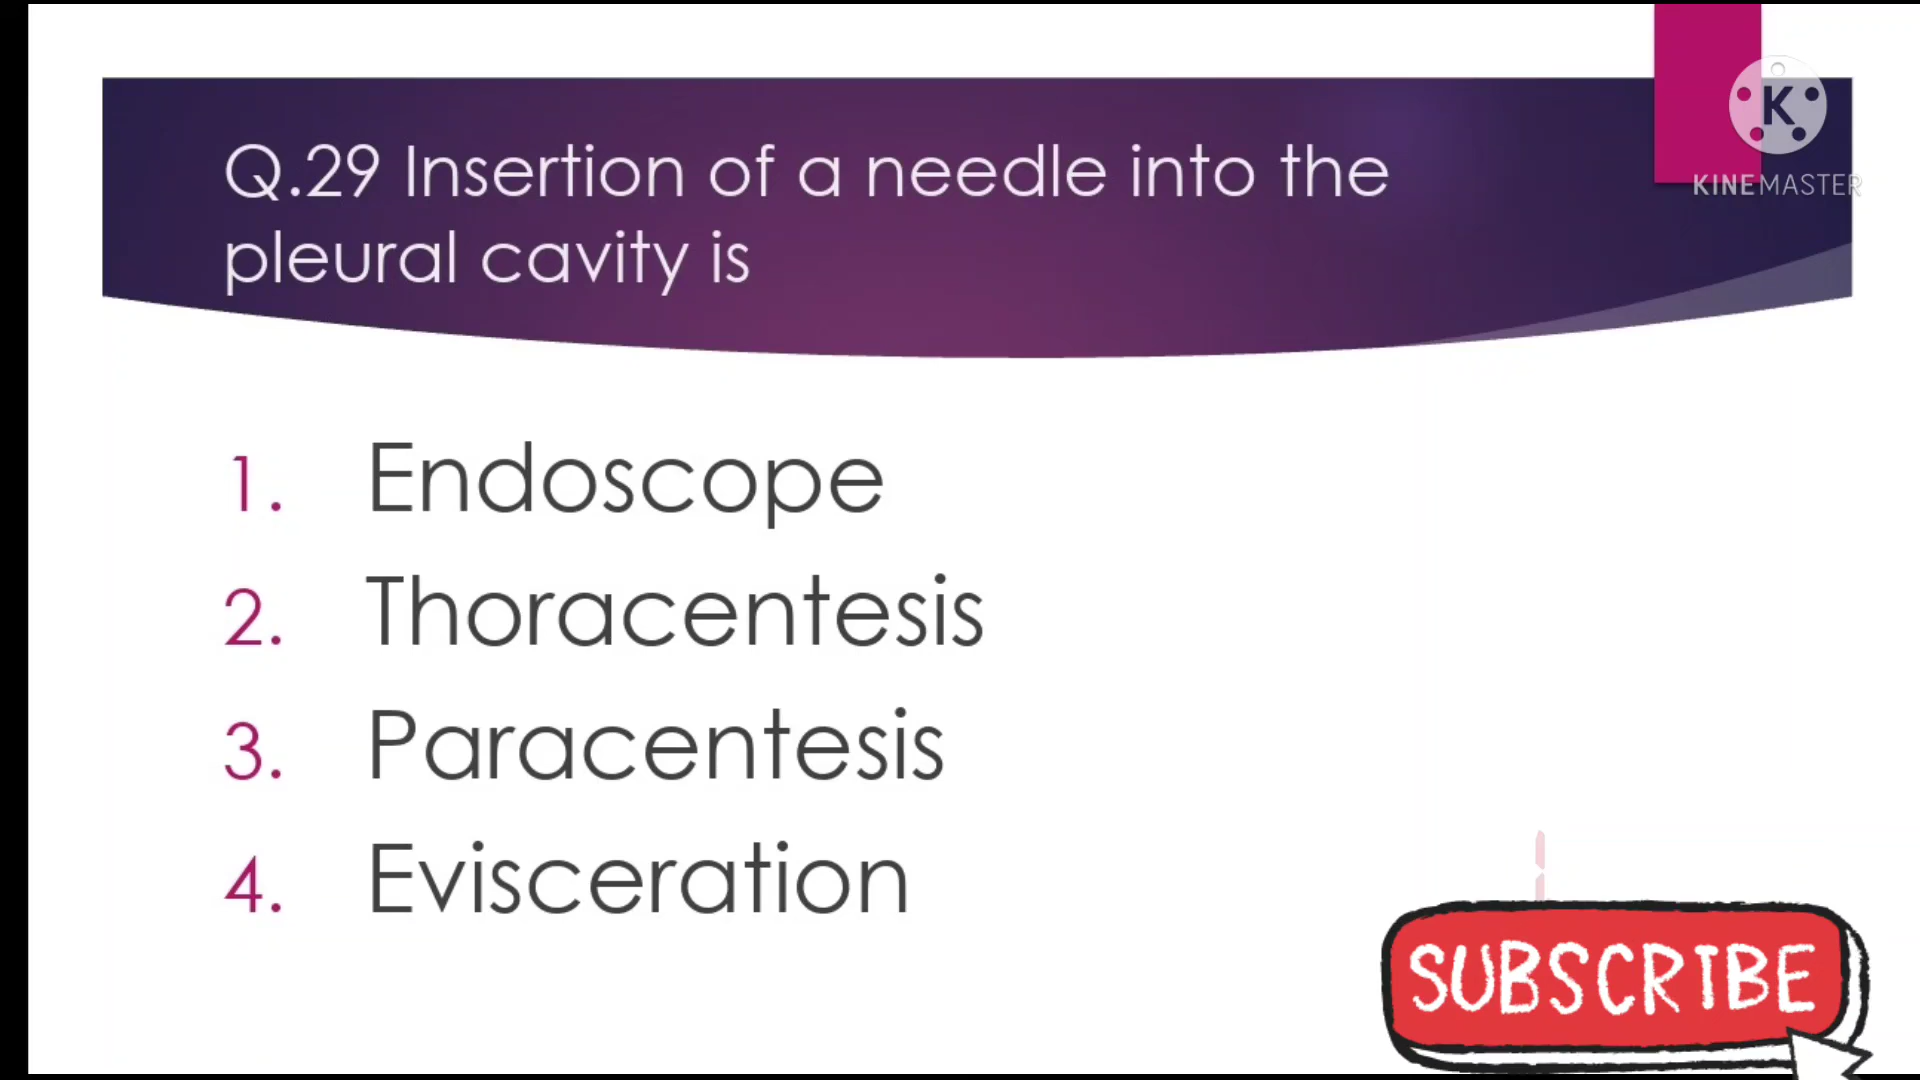 Q.29 Insertion of a needle into the
pleural cavity is
K
KINEMASTER
1. Endoscope
2. Thoracentesis
3. Paracentesis
4. Evisceration
SUBSCRIBE